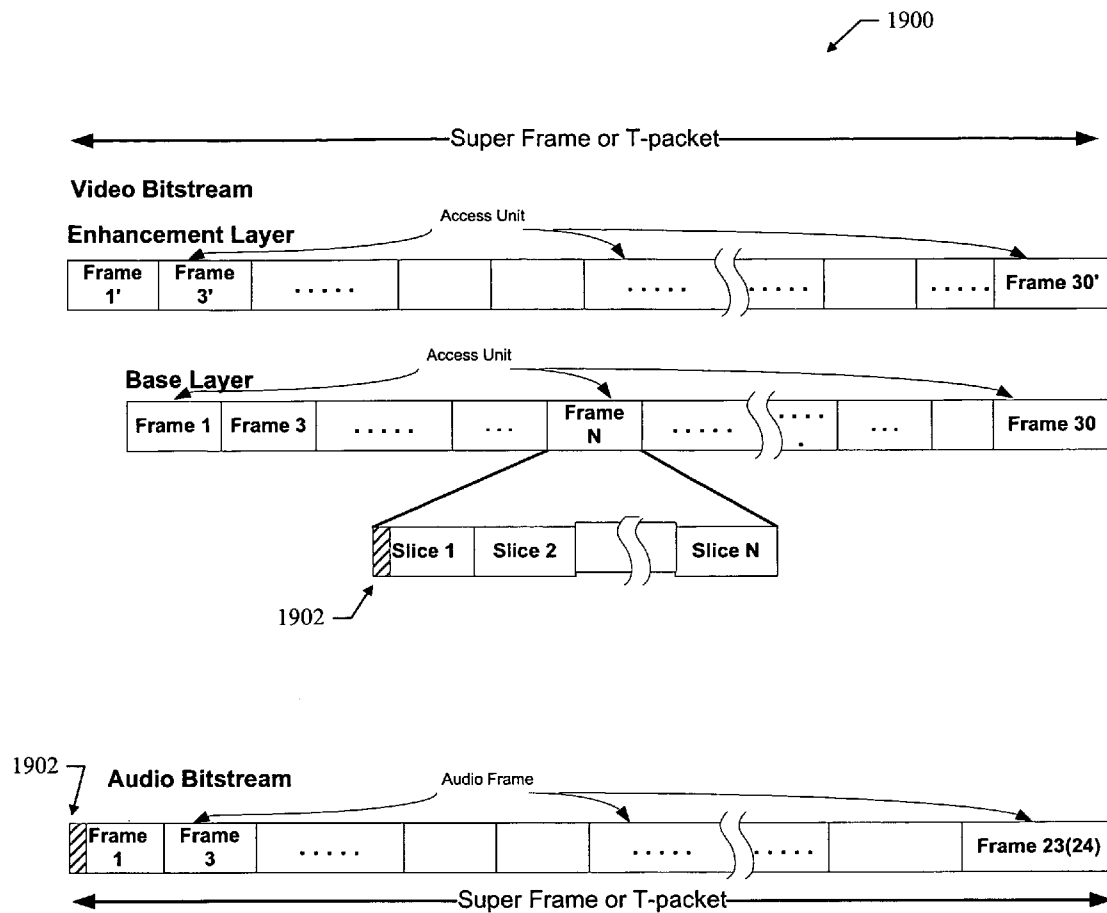 1900
Super Frame or T-packet
Video Bitstream
Access Unit
Enhancement Layer
Frame 1'
Frame 3'
.....
.....
.....
.....
Frame 30'
Access Unit
Base Layer
Frame 1
Frame 3
.....
...
Frame N
.....
.....
...
Frame 30
Slice 1
Slice 2
Slice N
1902
1902
Audio Bitstream
Audio Frame
Frame 1
Frame 3
.....
.....
.....
Frame 23(24)
Super Frame or T-packet